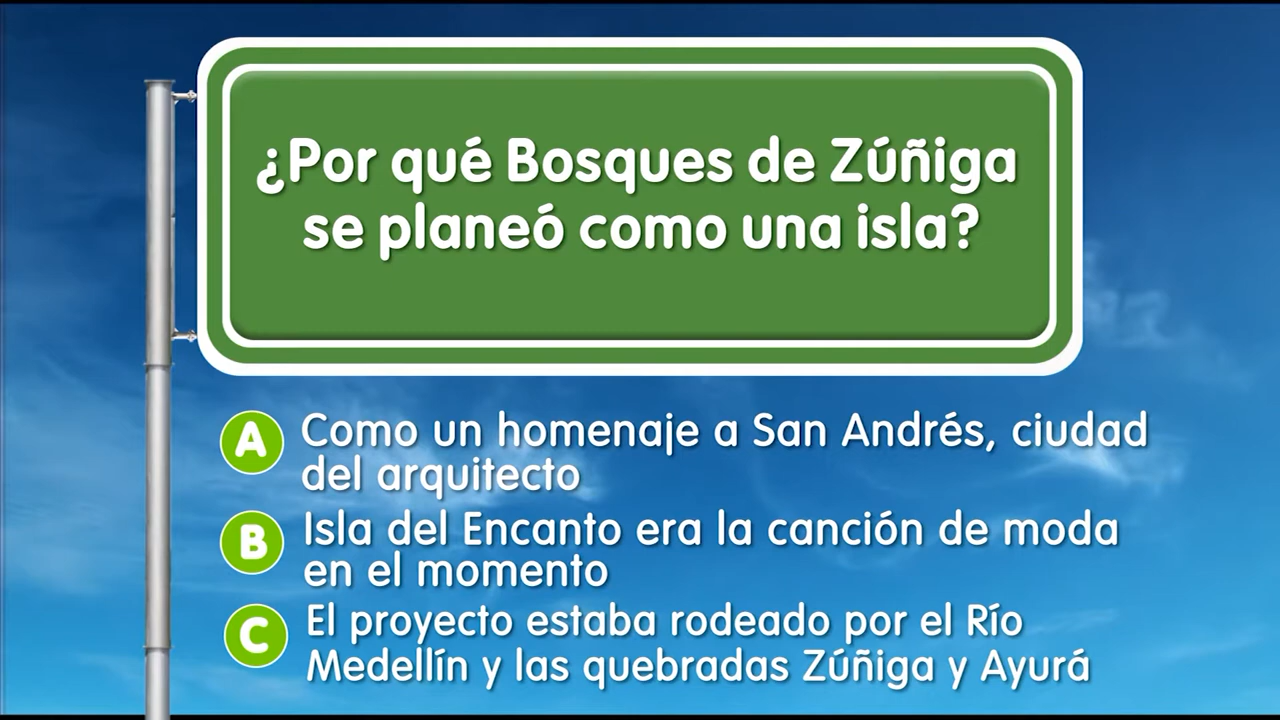 ¿Por qué Bosques de Zúñiga
se planeó como una isla?
A Como un homenaje a San Andrés, ciudad
del arquitecto
B Isla del Encanto era la canción de moda
en el momento
C El proyecto estaba rodeado por el Río
Medellín y las quebradas Zúñiga y Ayurá